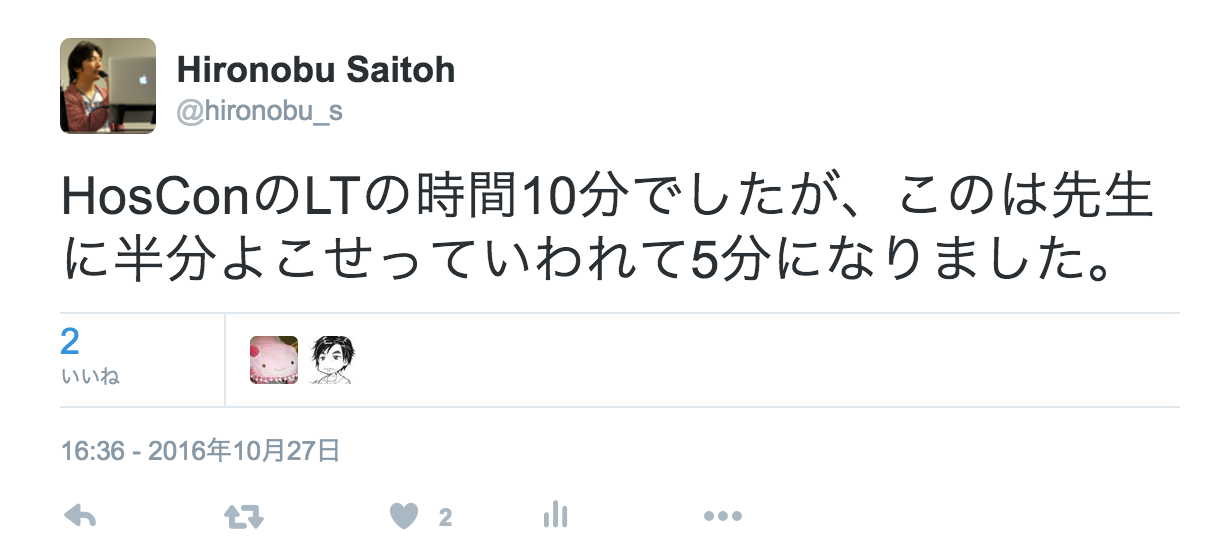 Hironobu Saitoh
@hironobu_s
HosConのLTの時間10分でしたが、このは先生
に半分よこせっていわれて5分になりました。
2
いいね
16:36 - 2016年10月27日
2